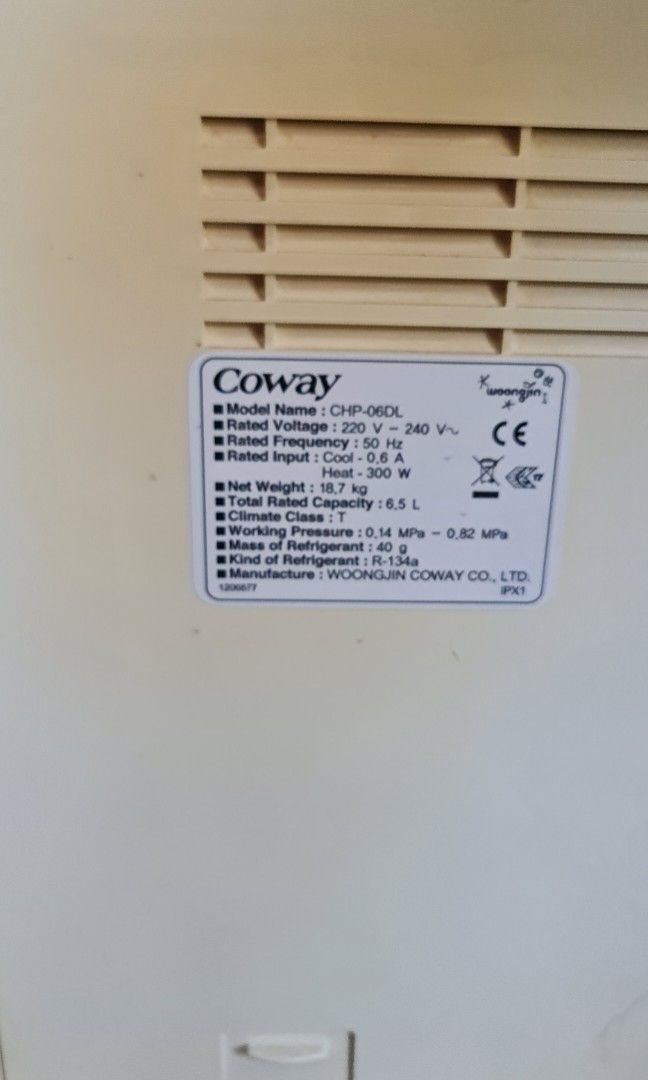 Coway
woongjin
■ Model Name : CHP-06DL
■ Rated Voltage : 220 V ~ 240 V~
■ Rated Frequency : 50 Hz
■ Rated Input : Cool - 0,6 A
Heat - 300 W
CE
■ Net Weight : 18,7 kg
■ Total Rated Capacity : 6,5 L
■ Climate Class : T
■ Working Pressure : 0,14 MPa ~ 0,82 MPa
■ Mass of Refrigerant : 40 g
■ Kind of Refrigerant : R-134a
■ Manufacture : WOONGJIN COWAY CO., LTD.
IPX1